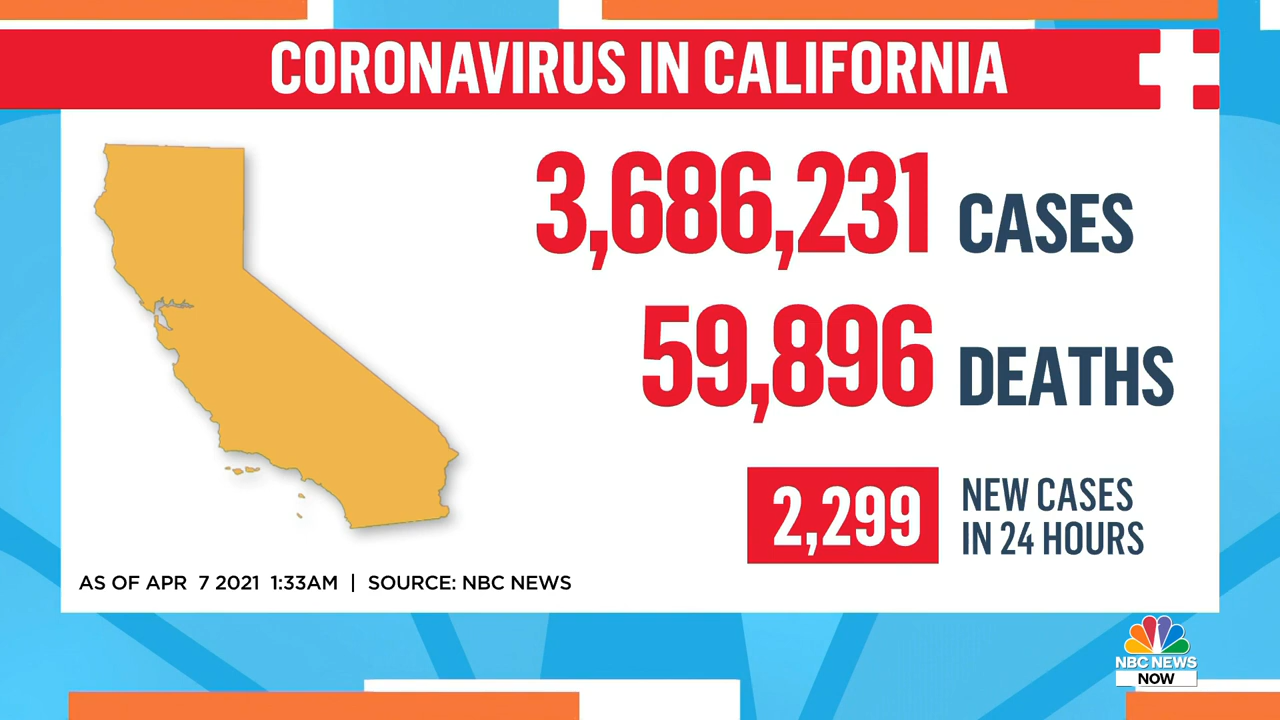 CORONAVIRUS IN CALIFORNIA
3,686,231 CASES
59,896 DEATHS
2,299 NEW CASES
IN 24 HOURS
AS OF APR 7 2021 1:33AM | SOURCE: NBC NEWS
NBC NEWS
NOW